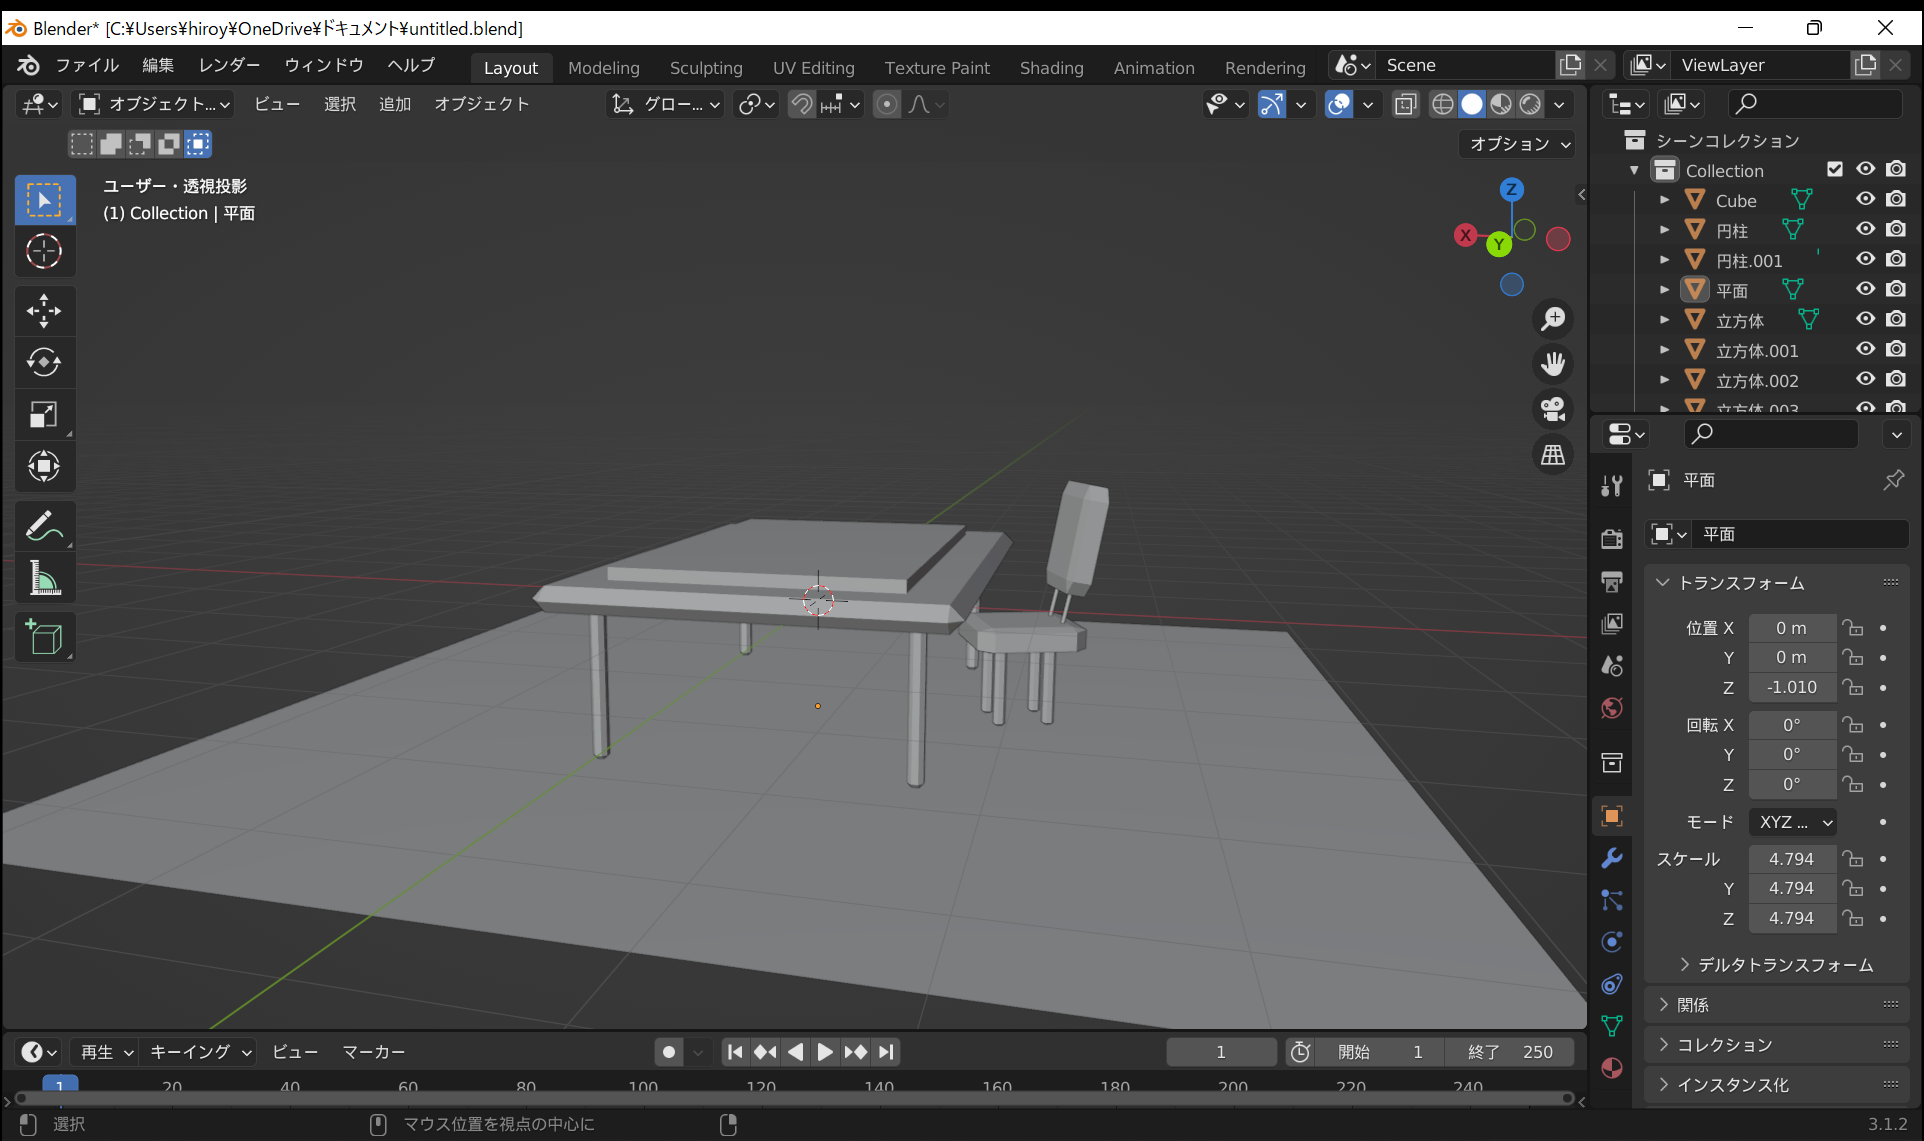 Blender* [C:¥Users¥hiroy¥OneDrive¥ドキュメント¥untitled.blend]
ファイル 編集 レンダー ウィンドウ ヘルプ Layout Modeling Sculpting UV Editing Texture Paint Shading Animation Rendering Scene ViewLayer
オブジェクト... ビュー 選択 追加 オブジェクト グロー...
オプション
ユーザー・透視投影
(1) Collection | 平面
Z
X
Y
シーンコレクション
Collection
Cube
円柱
円柱.001
平面
立方体
立方体.001
立方体.002
立方体.003
平面
平面
トランスフォーム
位置 X 0 m
Y 0 m
Z -1.010
回転 X 0°
Y 0°
Z 0°
モード XYZ ...
スケール 4.794
Y 4.794
Z 4.794
デルタトランスフォーム
関係
コレクション
インスタンス化
再生 キーイング ビュー マーカー 1 開始 1 終了 250
1 20 40 60 80 100 120 140 160 180 200 220 240
選択 マウス位置を視点の中心に 3.1.2